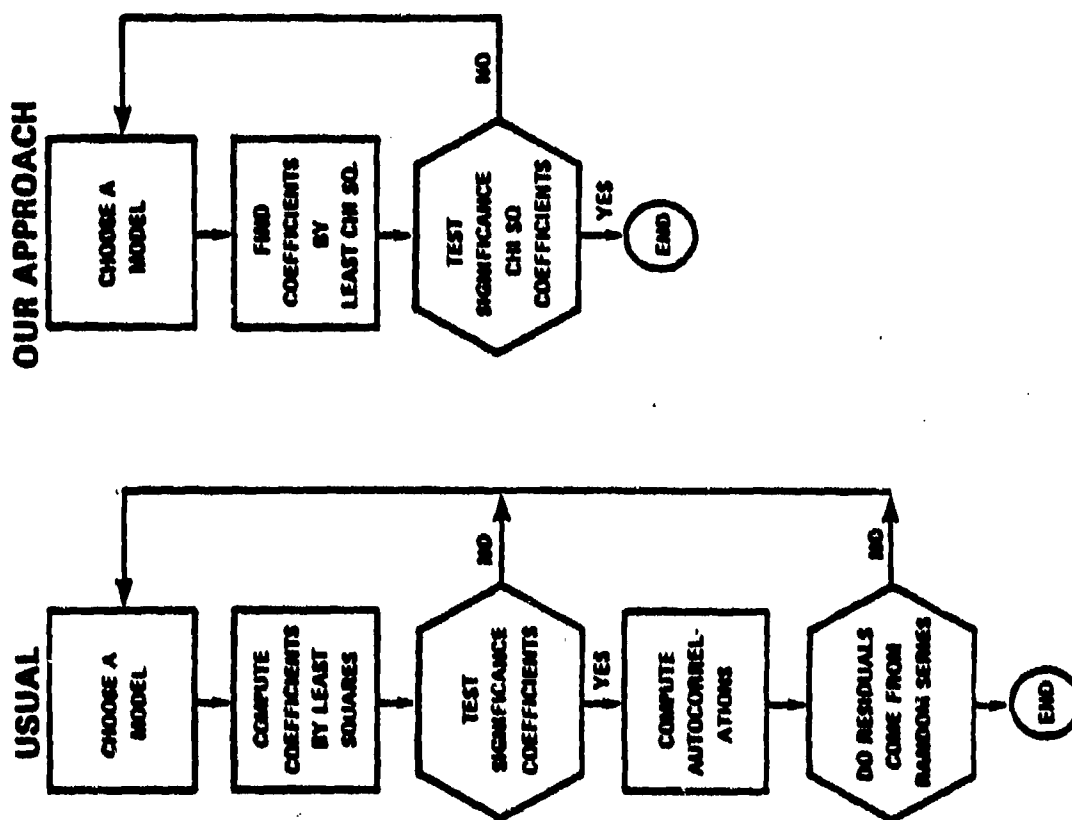 USUAL
CHOOSE A
MODEL
COMPUTE
COEFFICIENTS
BY LEAST
SQUARES
TEST
SIGNIFICANCE
COEFFICIENTS
NO
YES
COMPUTE
AUTOCORREL-
ATIONS
DO RESIDUALS
COME FROM
RANDOM SERIES
NO
END
OUR APPROACH
CHOOSE A
MODEL
FIND
COEFFICIENTS
BY
LEAST CHI SQ.
TEST
SIGNIFICANCE
CHI SQ
COEFFICIENTS
NO
YES
END